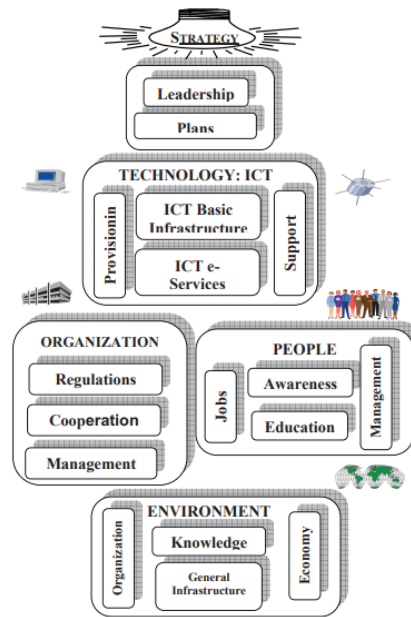 STRATEGY
Leadership
Plans
TECHNOLOGY: ICT
Provisionin
ICT Basic
Infrastructure
ICT e-
Services
Support
ORGANIZATION
Regulations
Cooperation
Management
PEOPLE
Jobs
Awareness
Education
Management
ENVIRONMENT
Organization
Knowledge
General
Infrastructure
Economy